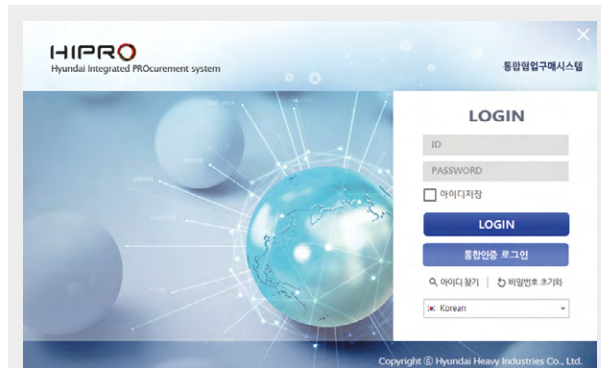 HIPRO
Hyundai Integrated PROcurement system
통합협업구매시스템
LOGIN
ID
PASSWORD
아이디저장
LOGIN
통합인증 로그인
아이디 찾기 | 비밀번호 초기화
Korean
Copyright ⓒ Hyundai Heavy Industries Co., Ltd.